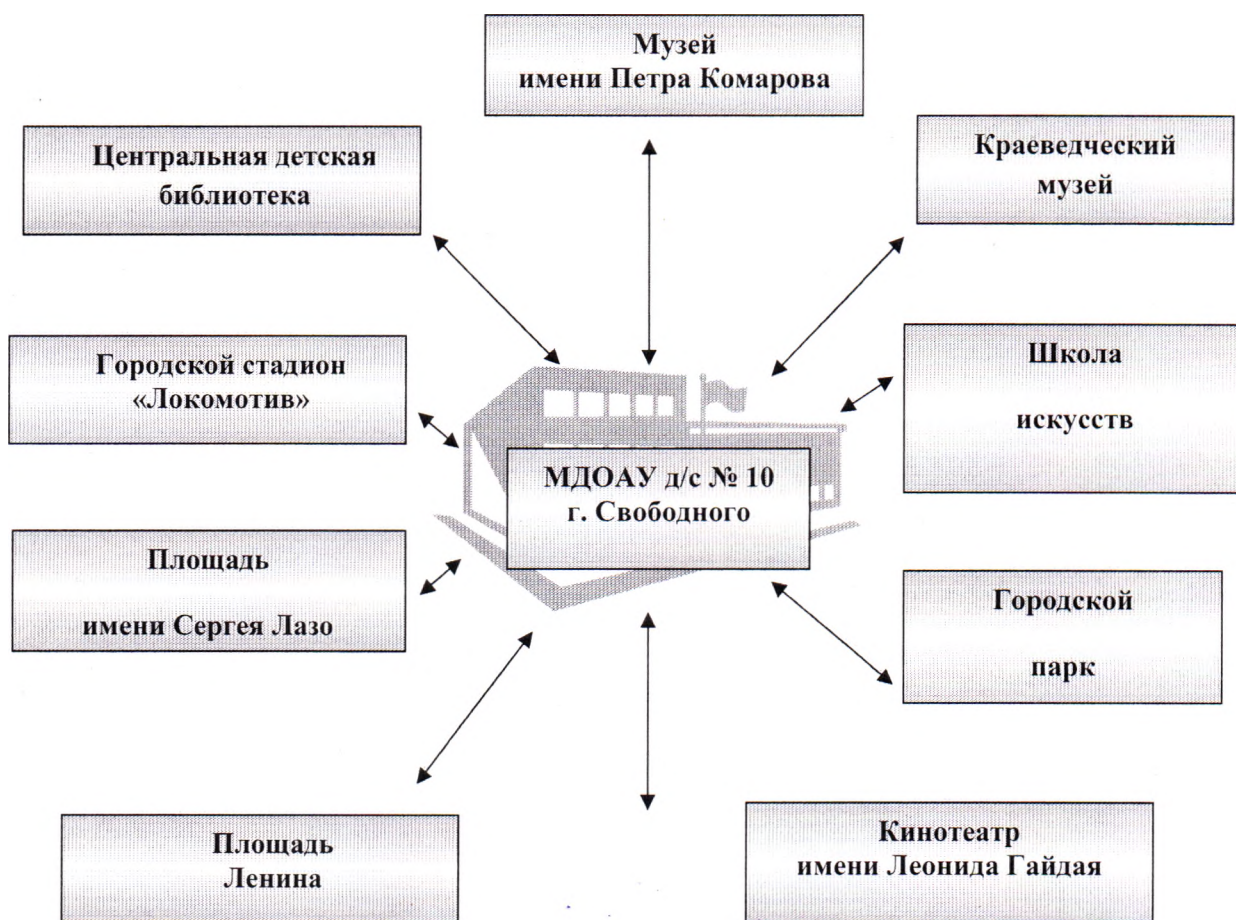 Музей
имени Петра Комарова
Центральная детская
библиотека
Краеведческий
музей
Городской стадион
«Локомотив»
Школа
искусств
МДОАУ д/с № 10
г. Свободного
Площадь
имени Сергея Лазо
Городской
парк
Площадь
Ленина
Кинотеатр
имени Леонида Гайдая